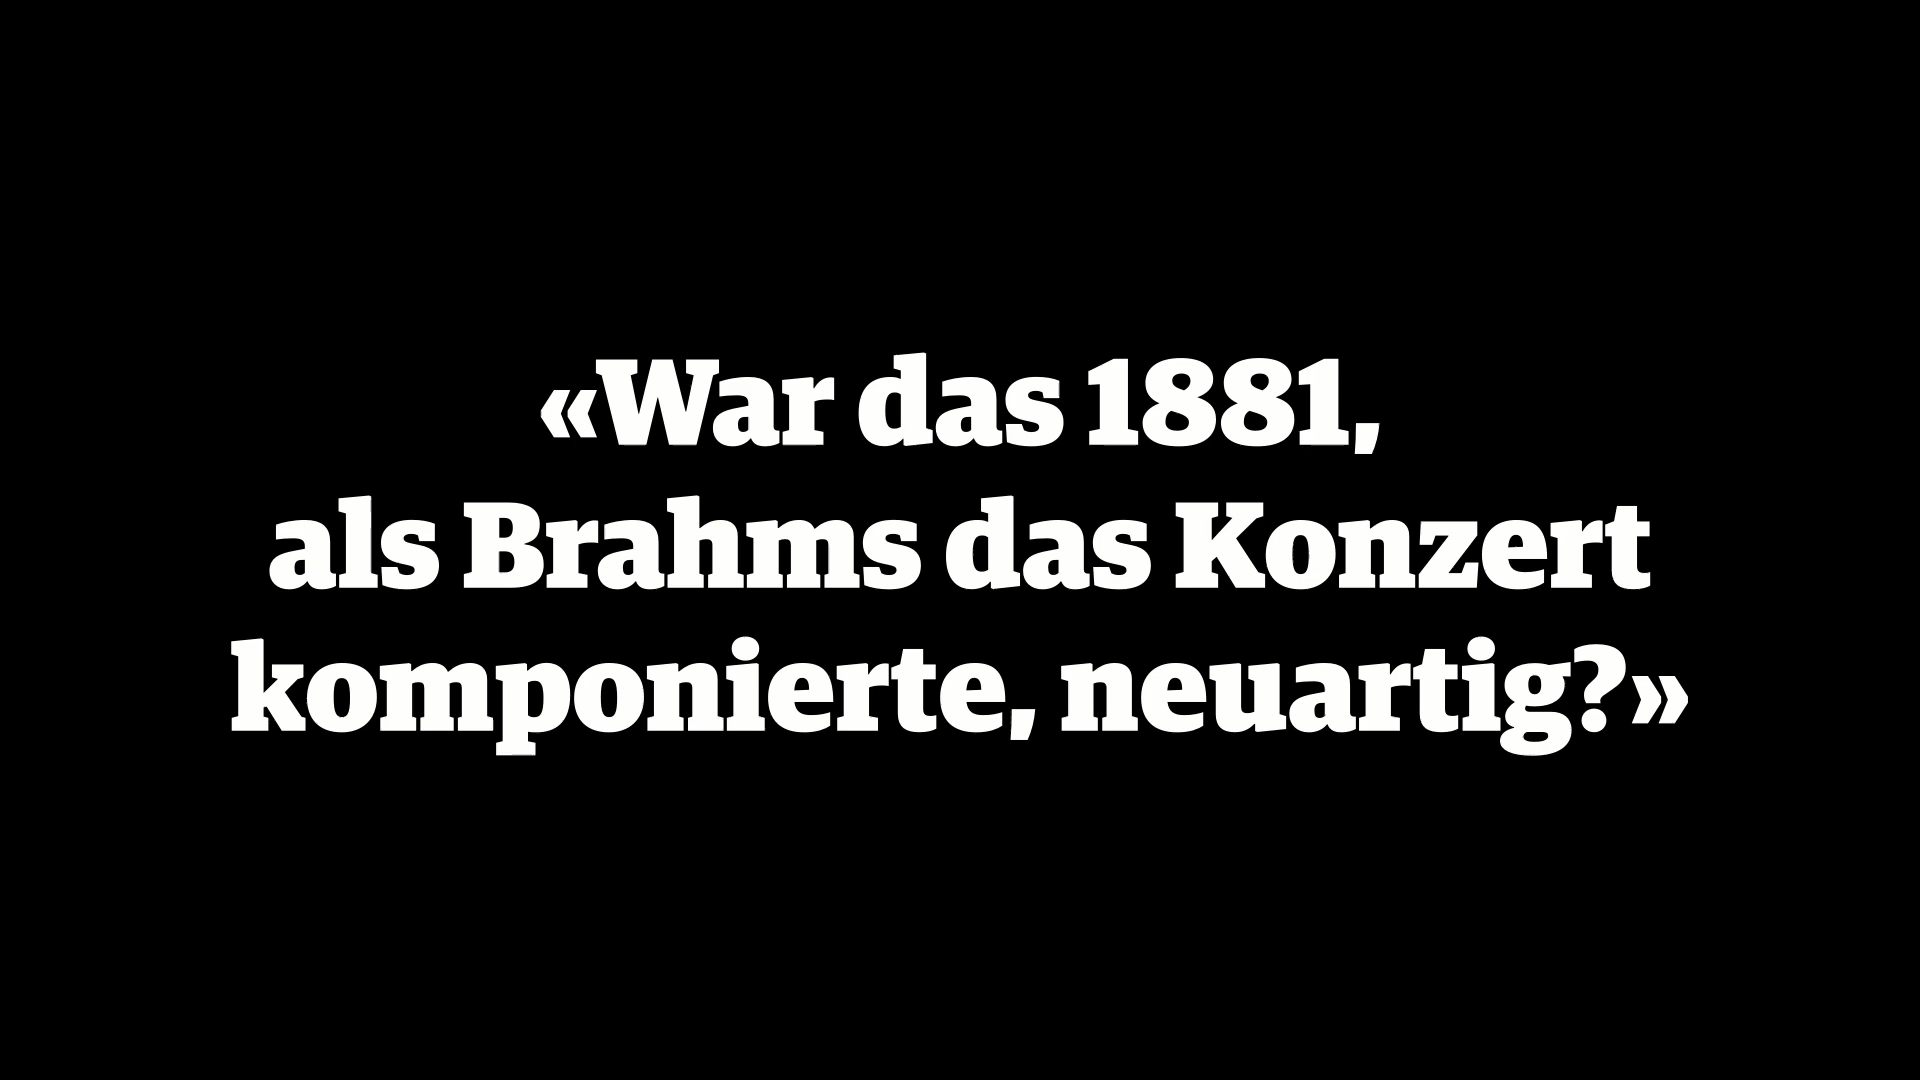 «War das 1881,
als Brahms das Konzert
komponierte, neuartig?»